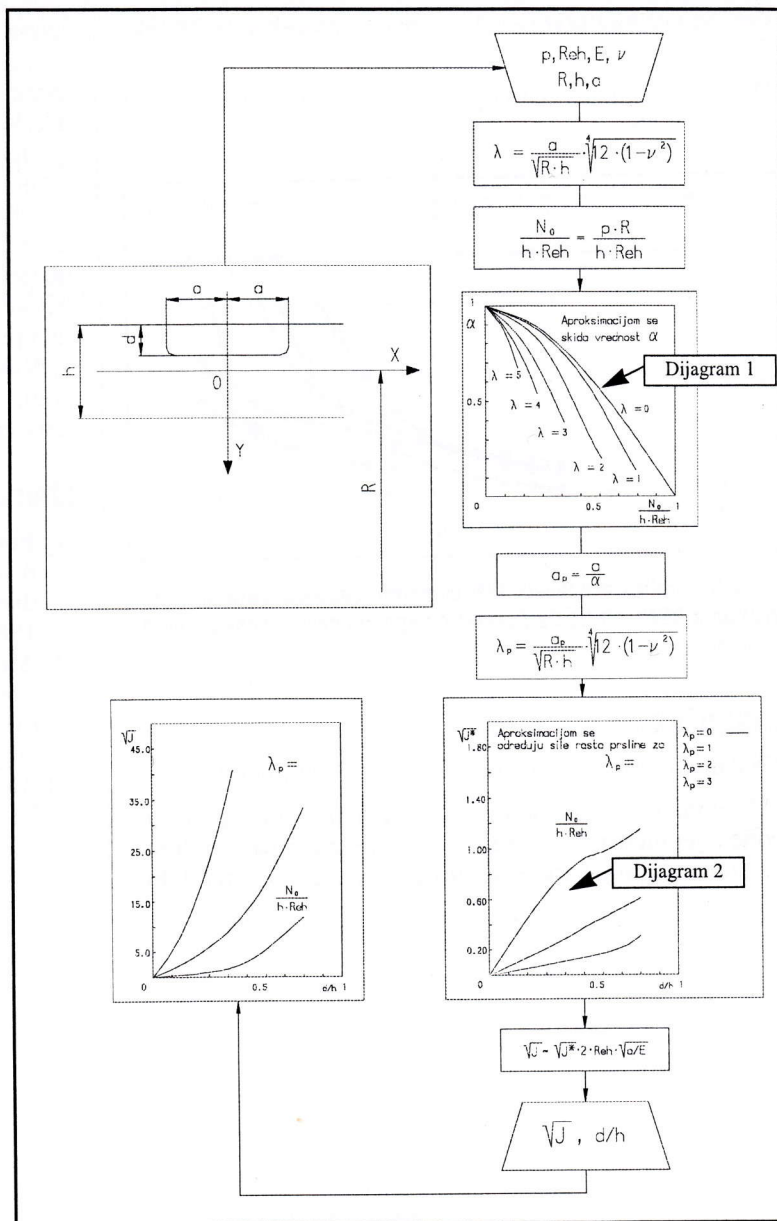 p, Reh, E, ν
R, h, a
λ = a / √(R·h) · ⁴√(12·(1-ν²))
N₀ / (h·Reh) = p·R / (h·Reh)
a a
d
h
O
X
Y
R
1
α
Aproksimacijom se
skida vrednost α
Dijagram 1
0.5
λ = 5
λ = 4
λ = 3
λ = 2
λ = 1
λ = 0
0 0.5 1
N₀ / (h·Reh)
aₚ = a / α
λₚ = aₚ / √(R·h) · ⁴√(12·(1-ν²))
√J*
Aproksimacijom se
određuju sile rasta prsline za
λₚ =
λₚ = 0
λₚ = 1
λₚ = 2
λₚ = 3
1.80
1.40
1.00
0.60
0.20
N₀ / (h·Reh)
Dijagram 2
0 0.5 d/h 1
√J
45.0
35.0
25.0
15.0
5.0
λₚ =
N₀ / (h·Reh)
0 0.5 d/h 1
√J = √J* · 2 · Reh · √(a/E)
√J , d/h